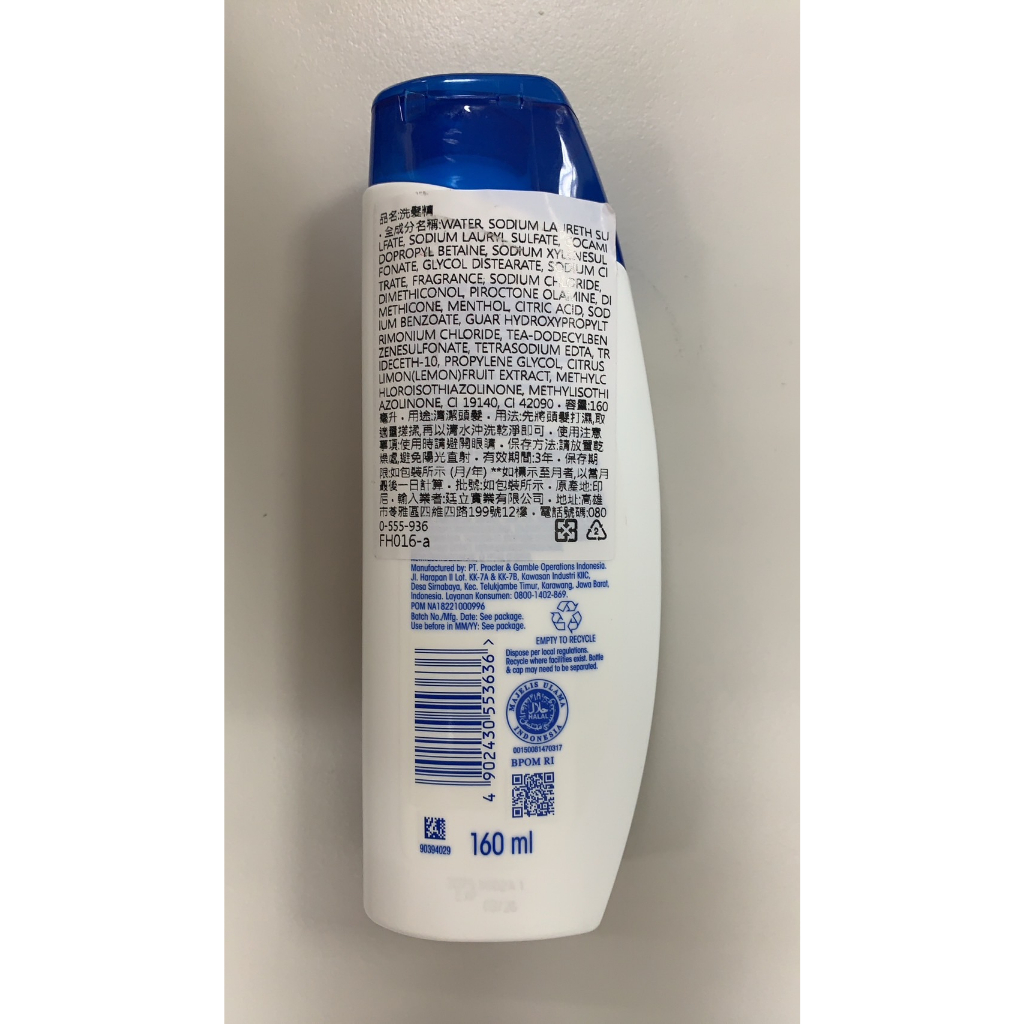 品名:洗髮精
．全成分名稱:WATER, SODIUM LAURETH SU
LFATE, SODIUM LAURYL SULFATE, COCAMI
DOPROPYL BETAINE, SODIUM XYLENESUL
FONATE, GLYCOL DISTEARATE, SODIUM CI
TRATE, FRAGRANCE, SODIUM CHLORIDE,
DIMETHICONOL, PIROCTONE OLAMINE, DI
METHICONE, MENTHOL, CITRIC ACID, SOD
IUM BENZOATE, GUAR HYDROXYPROPYLT
RIMONIUM CHLORIDE, TEA-DODECYLBEN
ZENESULFONATE, TETRASODIUM EDTA, TR
IDECETH-10, PROPYLENE GLYCOL, CITRUS
LIMON(LEMON)FRUIT EXTRACT, METHYLC
HLOROISOTHIAZOLINONE, METHYLISOTHI
AZOLINONE, CI 19140, CI 42090．容量:160
毫升．用途:清潔頭髮．用法:先將頭髮打濕,取
適量搓揉,再以清水沖洗乾淨即可．使用注意
事項:使用時請避開眼睛．保存方法:請放置乾
燥處,避免陽光直射．有效期間:3年．保存期
限:如包裝所示 (月/年) **如標示至月者,以當月
最後一日計算．批號:如包裝所示．原產地:印
尼．輸入業者:廷立實業有限公司．地址:高雄
市苓雅區四維四路199號12樓．電話號碼:080
0-555-936
FH016-a
Manufactured by: PT. Procter & Gamble Operations Indonesia.
Jl. Harapan II Lot. KK-7A & KK-7B, Kawasan Industri KIIC,
Desa Sirnabaya, Kec. Telukjambe Timur, Karawang, Jawa Barat,
Indonesia. Layanan Konsumen: 0800-1402-869.
POM NA18221000996
Batch No./Mfg. Date: See package.
Use before in MM/YY: See package.
EMPTY TO RECYCLE
Dispose per local regulations.
Recycle where facilities exist. Bottle
& cap may need to be separated.
4 902430 553636 >
MAJELIS ULAMA
حلال
HALAL
INDONESIA
00150081470317
BPOM RI
90394029
160 ml